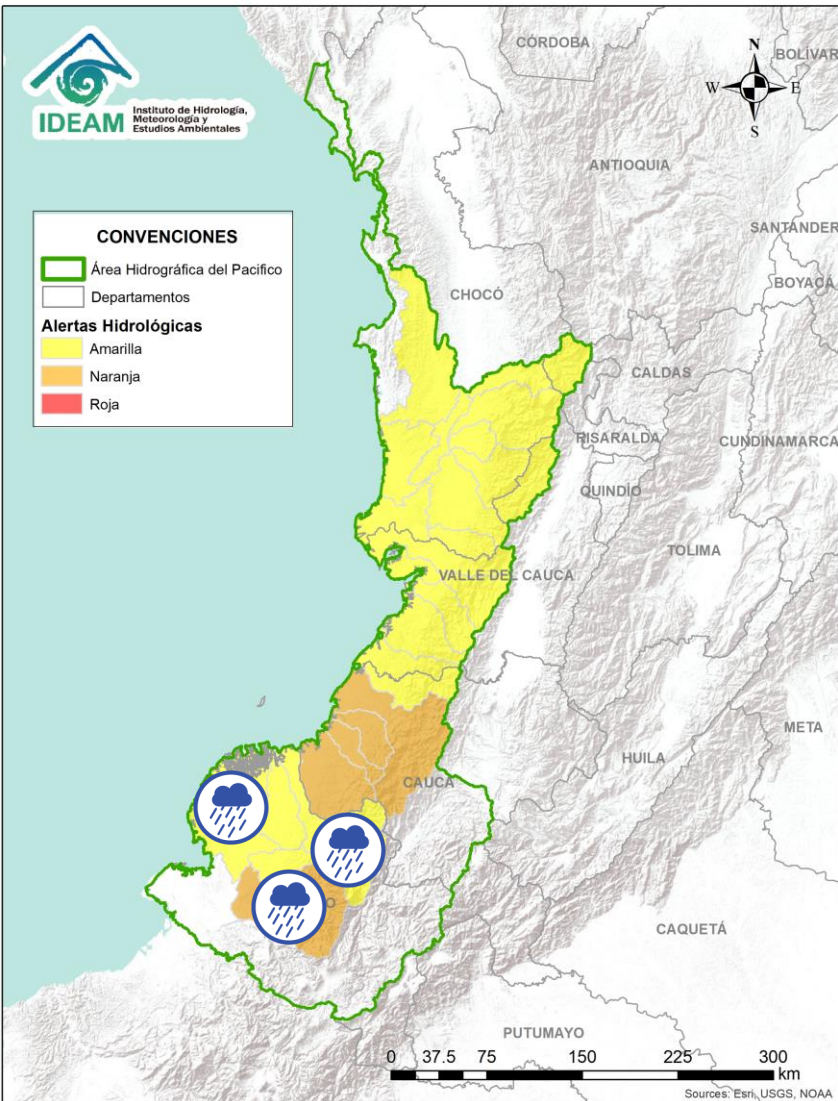 IDEAM
Instituto de Hidrología,
Meteorología y
Estudios Ambientales
N
W
E
S
CÓRDOBA
BOLÍVAR
ANTIOQUIA
SANTANDER
BOYACÁ
CONVENCIONES
Área Hidrográfica del Pacifico
Departamentos
Alertas Hidrológicas
Amarilla
Naranja
Roja
CHOCÓ
CALDAS
RISARALDA
CUNDINAMARCA
QUINDÍO
TOLIMA
VALLE DEL CAUCA
META
HUILA
CAUCA
CAQUETÁ
PUTUMAYO
0 37.5 75 150 225 300
km
Sources: Esri, USGS, NOAA